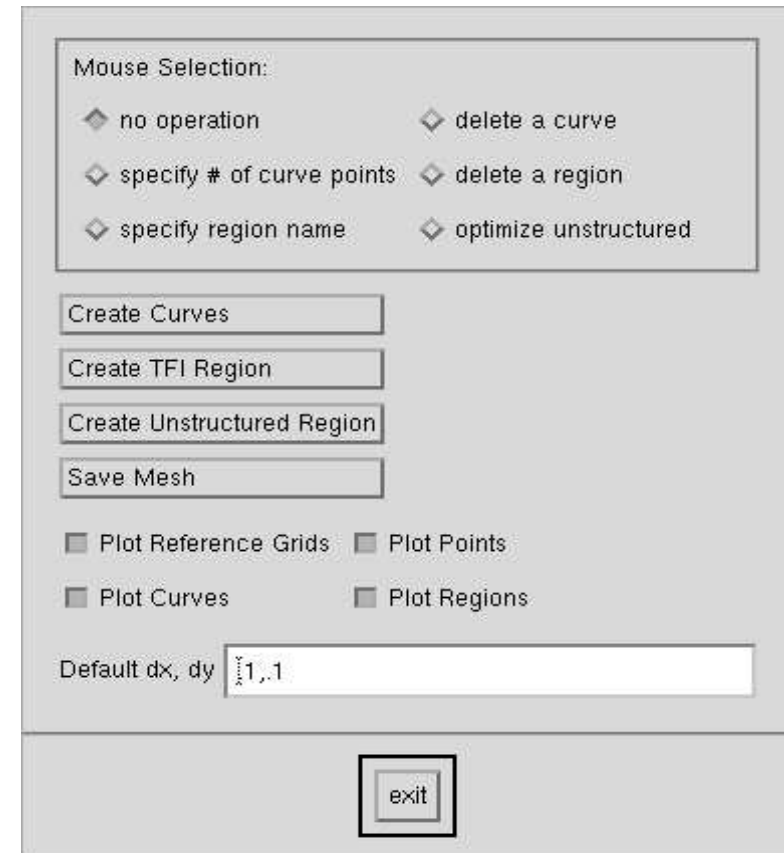 Mouse Selection:
no operation
delete a curve
specify # of curve points
delete a region
specify region name
optimize unstructured
Create Curves
Create TFI Region
Create Unstructured Region
Save Mesh
Plot Reference Grids
Plot Points
Plot Curves
Plot Regions
Default dx, dy
1,.1
exit